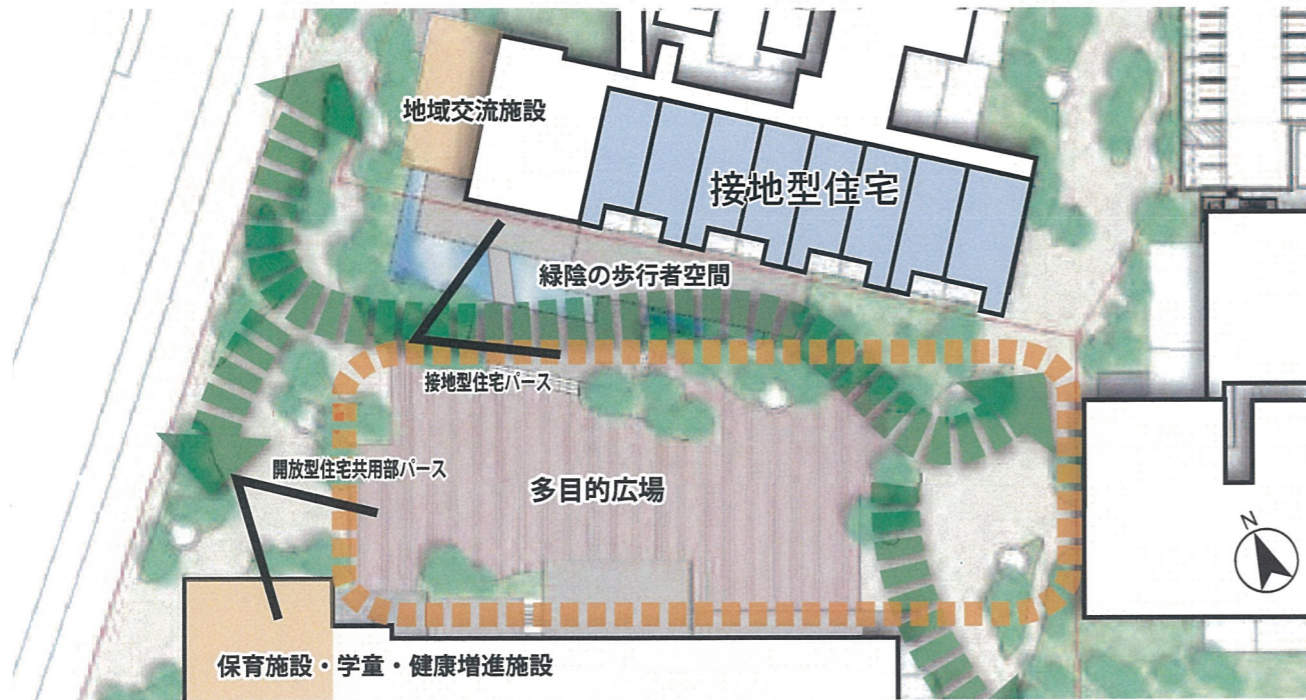 地域交流施設
接地型住宅
緑陰の歩行者空間
接地型住宅パース
開放型住宅共用部パース
多目的広場
N
保育施設・学童・健康増進施設